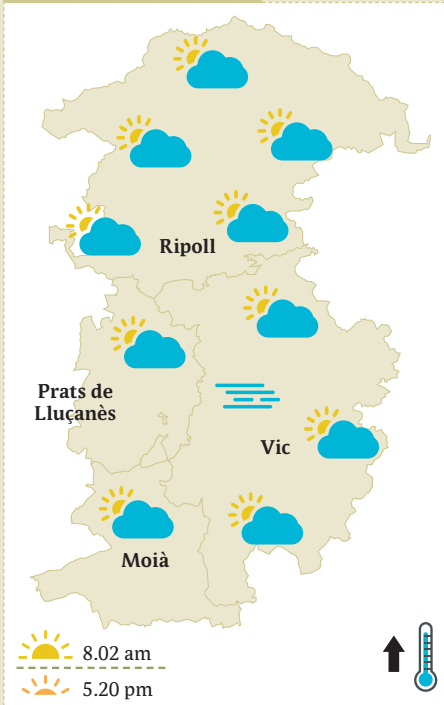 Ripoll
Prats de
Lluçanès
Vic
Moià
8.02 am
5.20 pm